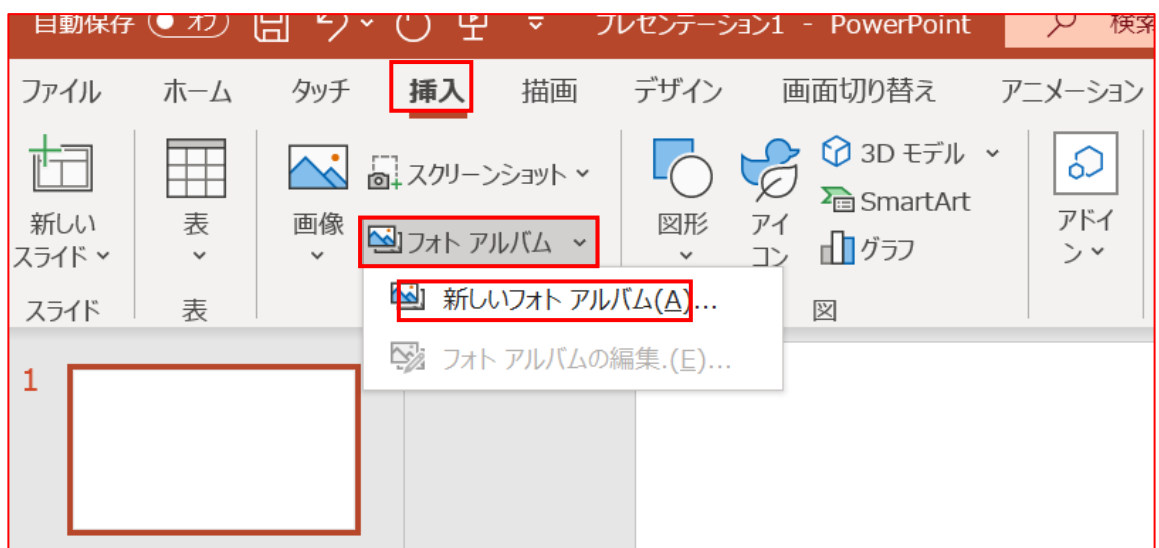 自動保存 オフ プレゼンテーション1 - PowerPoint 検索
ファイル ホーム タッチ 挿入 描画 デザイン 画面切り替え アニメーション
新しい
スライド
表
画像
スクリーンショット
フォト アルバム
図形
アイ
コン
3D モデル
SmartArt
グラフ
アドイ
ン
スライド 表 図
新しいフォト アルバム(A)...
フォト アルバムの編集.(E)...
1